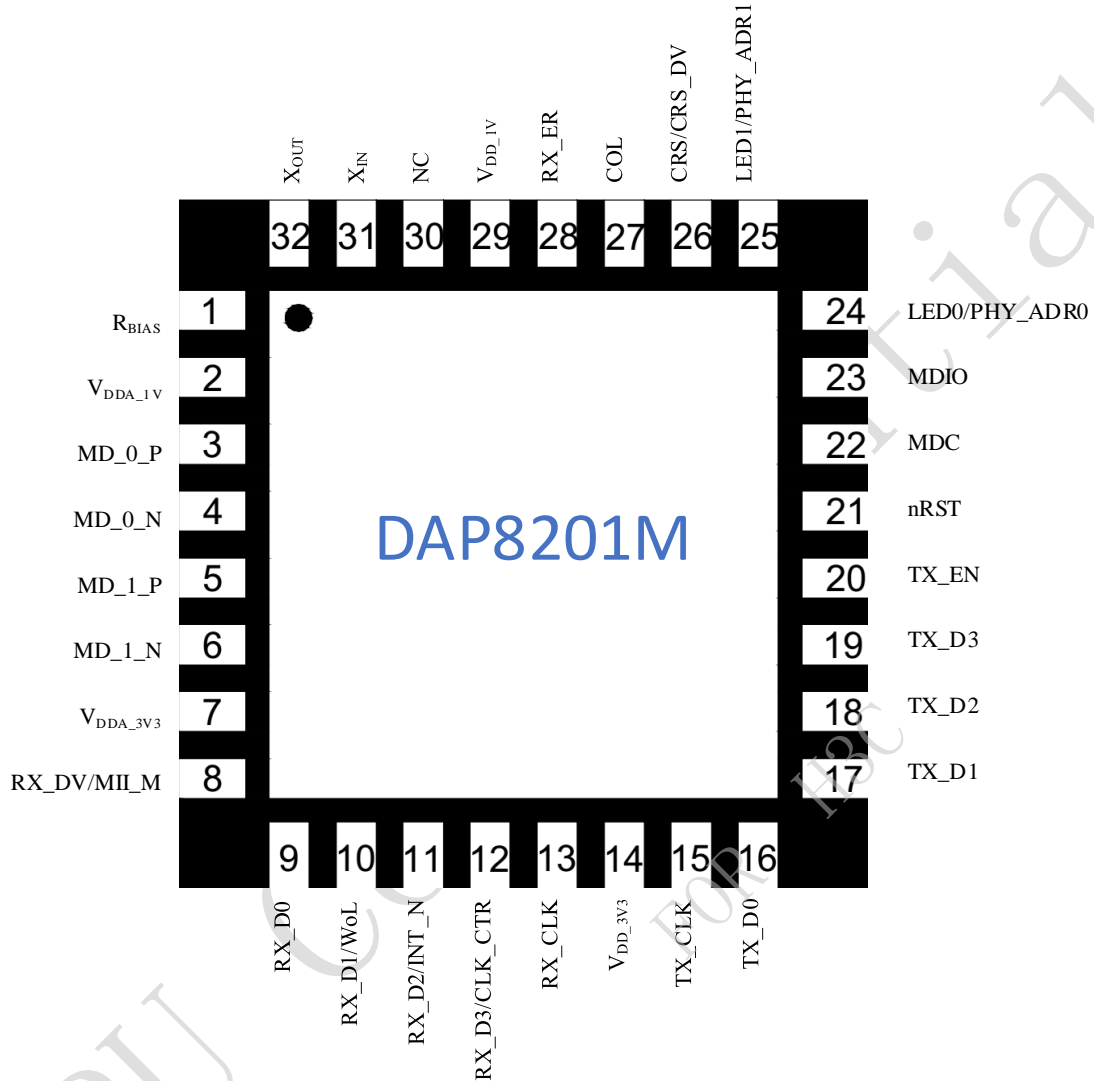 XOUT
XIN
NC
VDD_1V
RX_ER
COL
CRS/CRS_DV
LED1/PHY_ADR1
32
31
30
29
28
27
26
25
RBIAS
1
VDDA_1V
2
MD_0_P
3
MD_0_N
4
MD_1_P
5
MD_1_N
6
VDDA_3V3
7
RX_DV/MII_M
8
DAP8201M
24
LED0/PHY_ADR0
23
MDIO
22
MDC
21
nRST
20
TX_EN
19
TX_D3
18
TX_D2
17
TX_D1
9
10
11
12
13
14
15
16
RX_D0
RX_D1/WoL
RX_D2/INT_N
RX_D3/CLK_CTR
RX_CLK
VDD_3V3
TX_CLK
TX_D0
FOR H3C